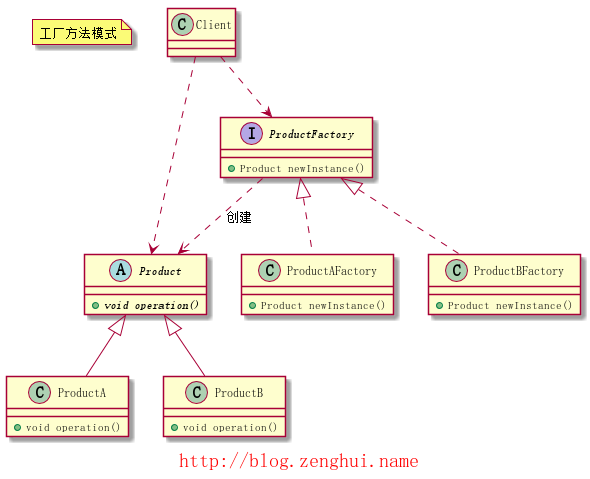 工厂方法模式
C Client
I ProductFactory
Product newInstance()
创建
A Product
void operation()
C ProductAFactory
Product newInstance()
C ProductBFactory
Product newInstance()
C ProductA
void operation()
C ProductB
void operation()
http://blog.zenghui.name